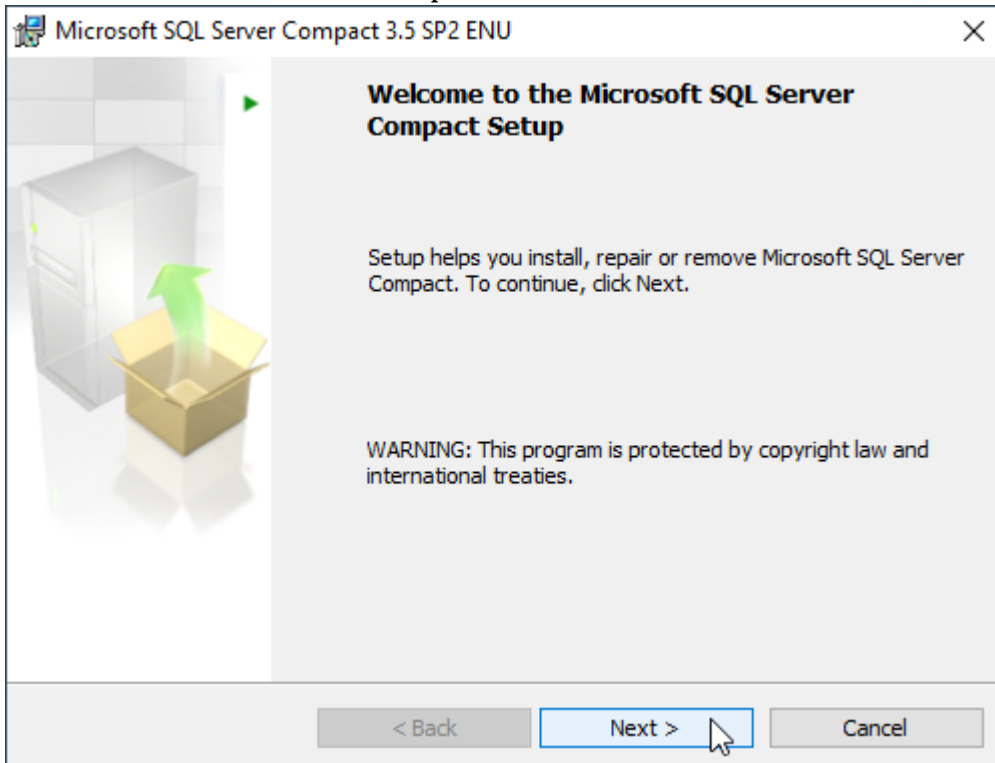 Microsoft SQL Server Compact 3.5 SP2 ENU
Welcome to the Microsoft SQL Server
Compact Setup
Setup helps you install, repair or remove Microsoft SQL Server
Compact. To continue, click Next.
WARNING: This program is protected by copyright law and
international treaties.
< Back
Next >
Cancel